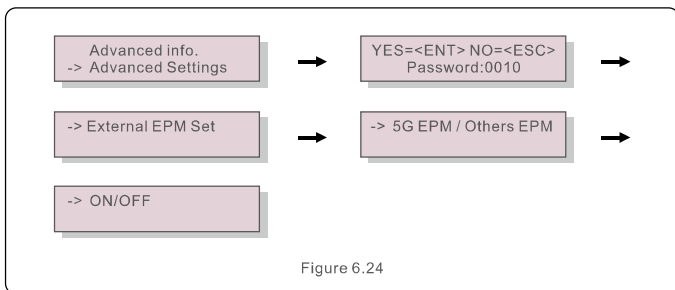 Advanced info.
-> Advanced Settings
YES=<ENT> NO=<ESC>
Password:0010
-> External EPM Set
-> 5G EPM / Others EPM
-> ON/OFF
Figure 6.24